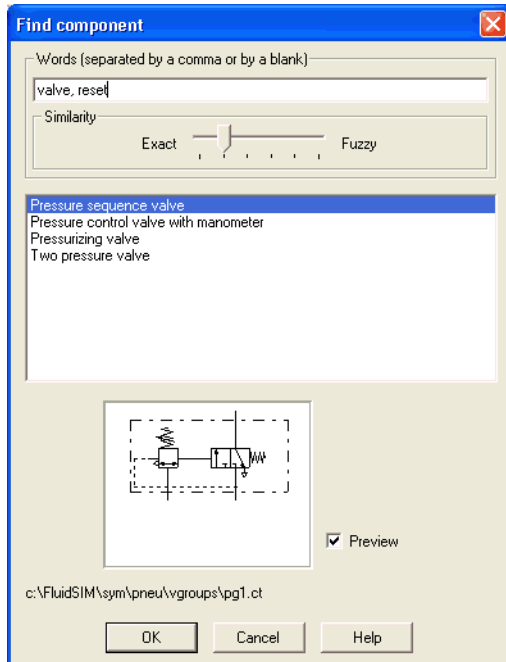 Find component
Words (separated by a comma or by a blank)
valve, reset
Similarity
Exact Fuzzy
Pressure sequence valve
Pressure control valve with manometer
Pressurizing valve
Two pressure valve
Preview
c:\FluidSIM\sym\pneu\vgroups\pg1.ct
OK Cancel Help